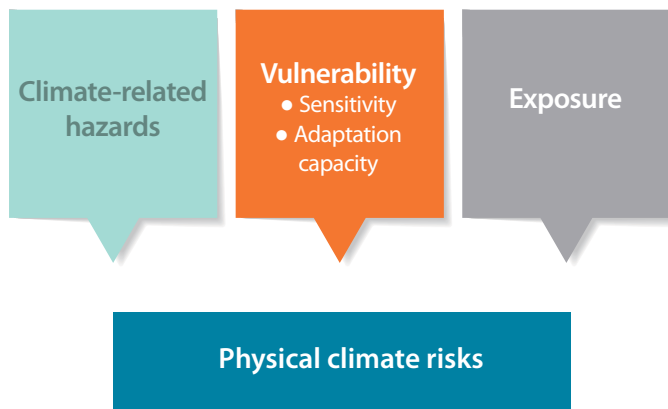 Climate-related
hazards
Vulnerability
● Sensitivity
● Adaptation
capacity
Exposure
Physical climate risks